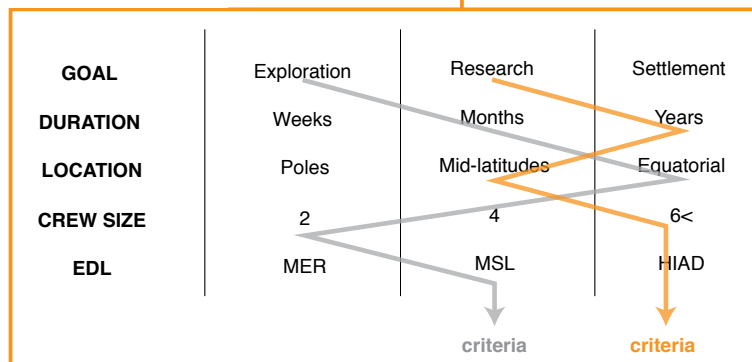 GOAL Exploration Research Settlement
DURATION Weeks Months Years
LOCATION Poles Mid-latitudes Equatorial
CREW SIZE 2 4 6<
EDL MER MSL HIAD
criteria criteria